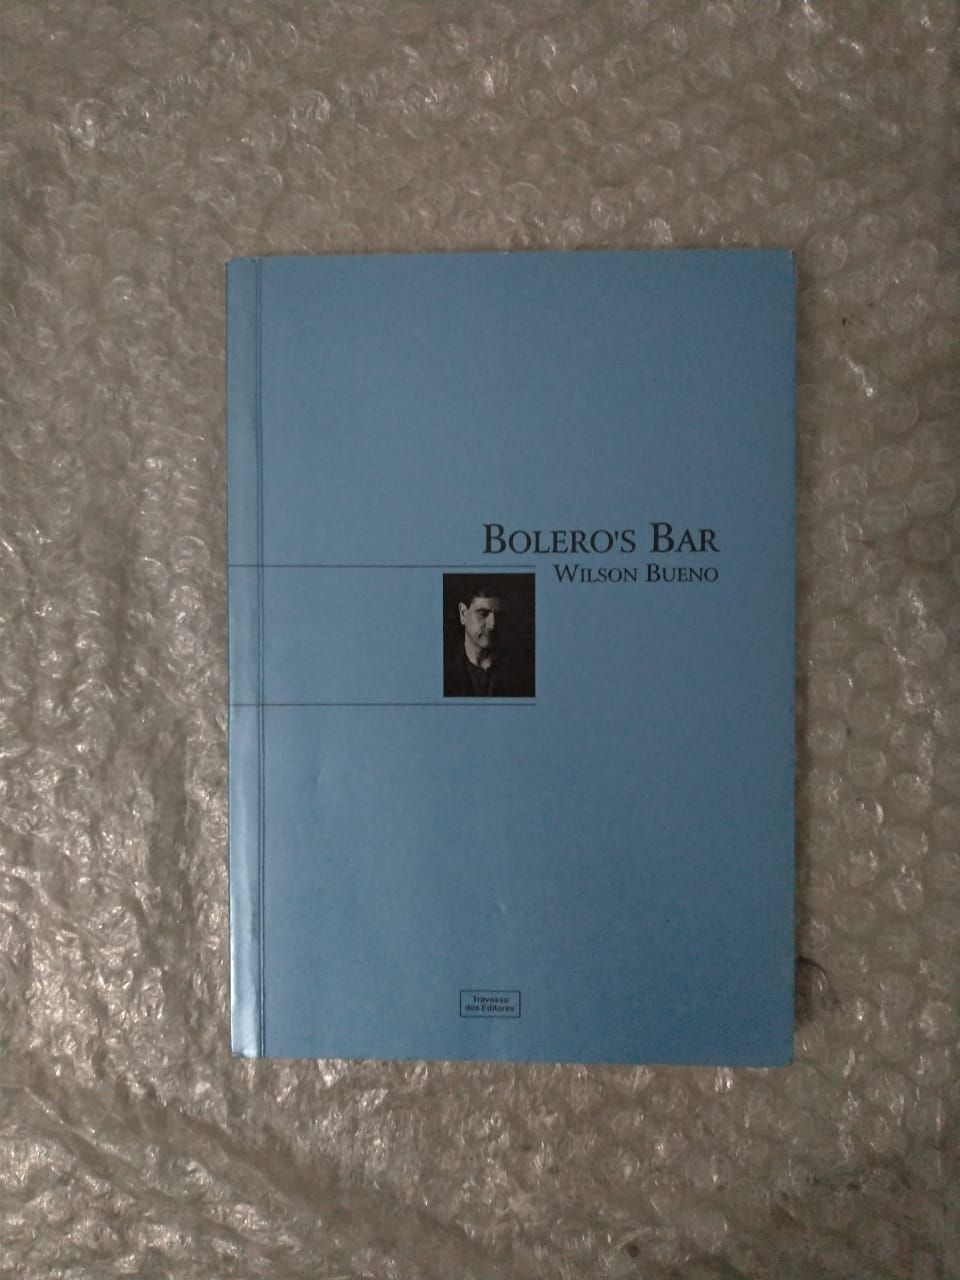 BOLERO'S BAR
WILSON BUENO
Travessa
dos Editores